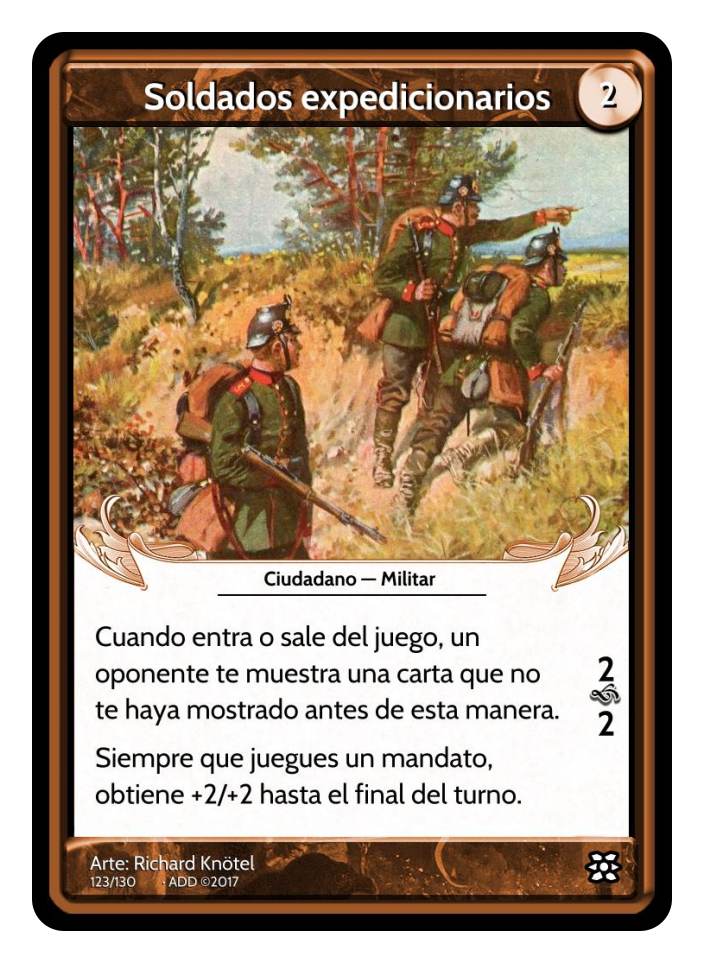 Soldados expedicionarios
2
Ciudadano — Militar
Cuando entra o sale del juego, un
oponente te muestra una carta que no
te haya mostrado antes de esta manera.
Siempre que juegues un mandato,
obtiene +2/+2 hasta el final del turno.
2
2
Arte: Richard Knötel
123/130 · ADD ©2017